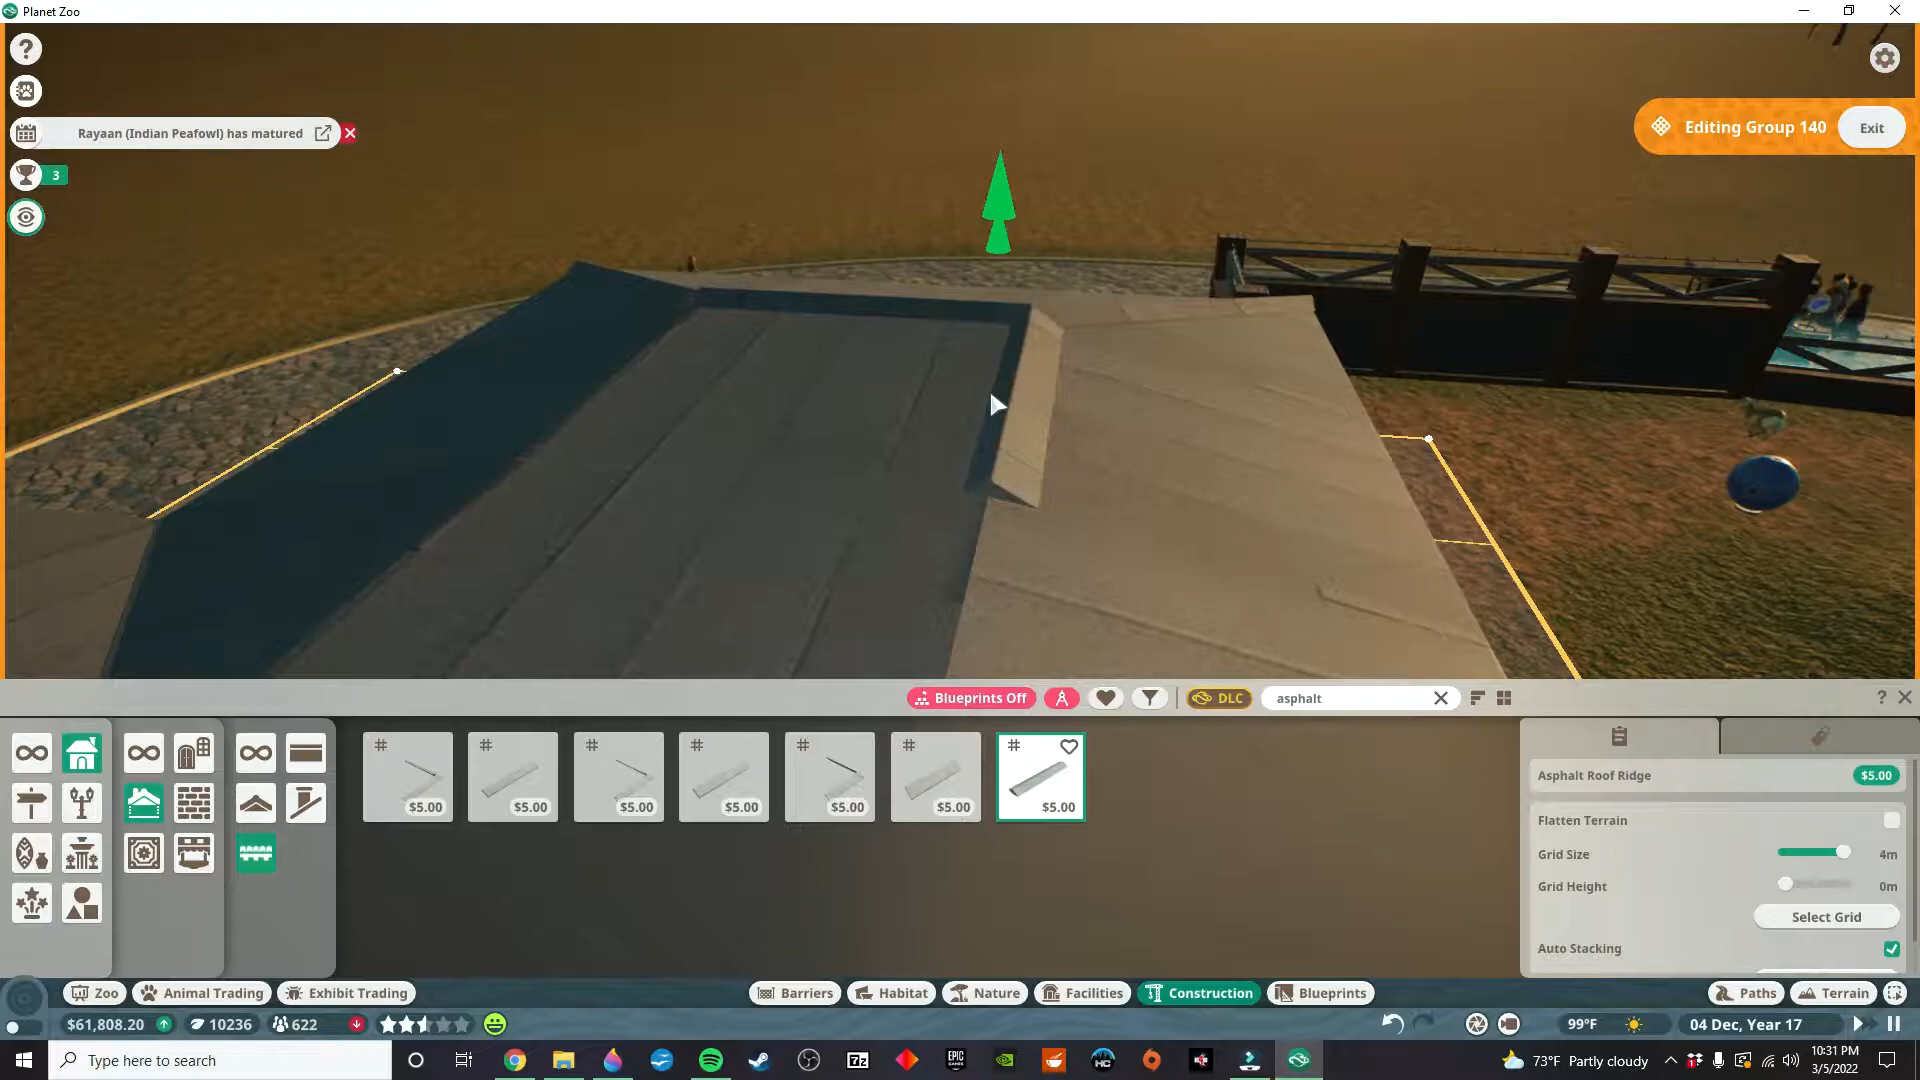 Planet Zoo
?
Rayaan (Indian Peafowl) has matured
3
Editing Group 140
Exit
Blueprints Off
DLC
asphalt
?
$5.00
$5.00
$5.00
$5.00
$5.00
$5.00
$5.00
Asphalt Roof Ridge
$5.00
Flatten Terrain
Grid Size
4m
Grid Height
0m
Select Grid
Auto Stacking
Zoo
Animal Trading
Exhibit Trading
Barriers
Habitat
Nature
Facilities
Construction
Blueprints
Paths
Terrain
$61,808.20
10236
622
99°F
04 Dec, Year 17
Type here to search
7z
EPIC GAMES
HC
73°F Partly cloudy
10:31 PM
3/5/2022